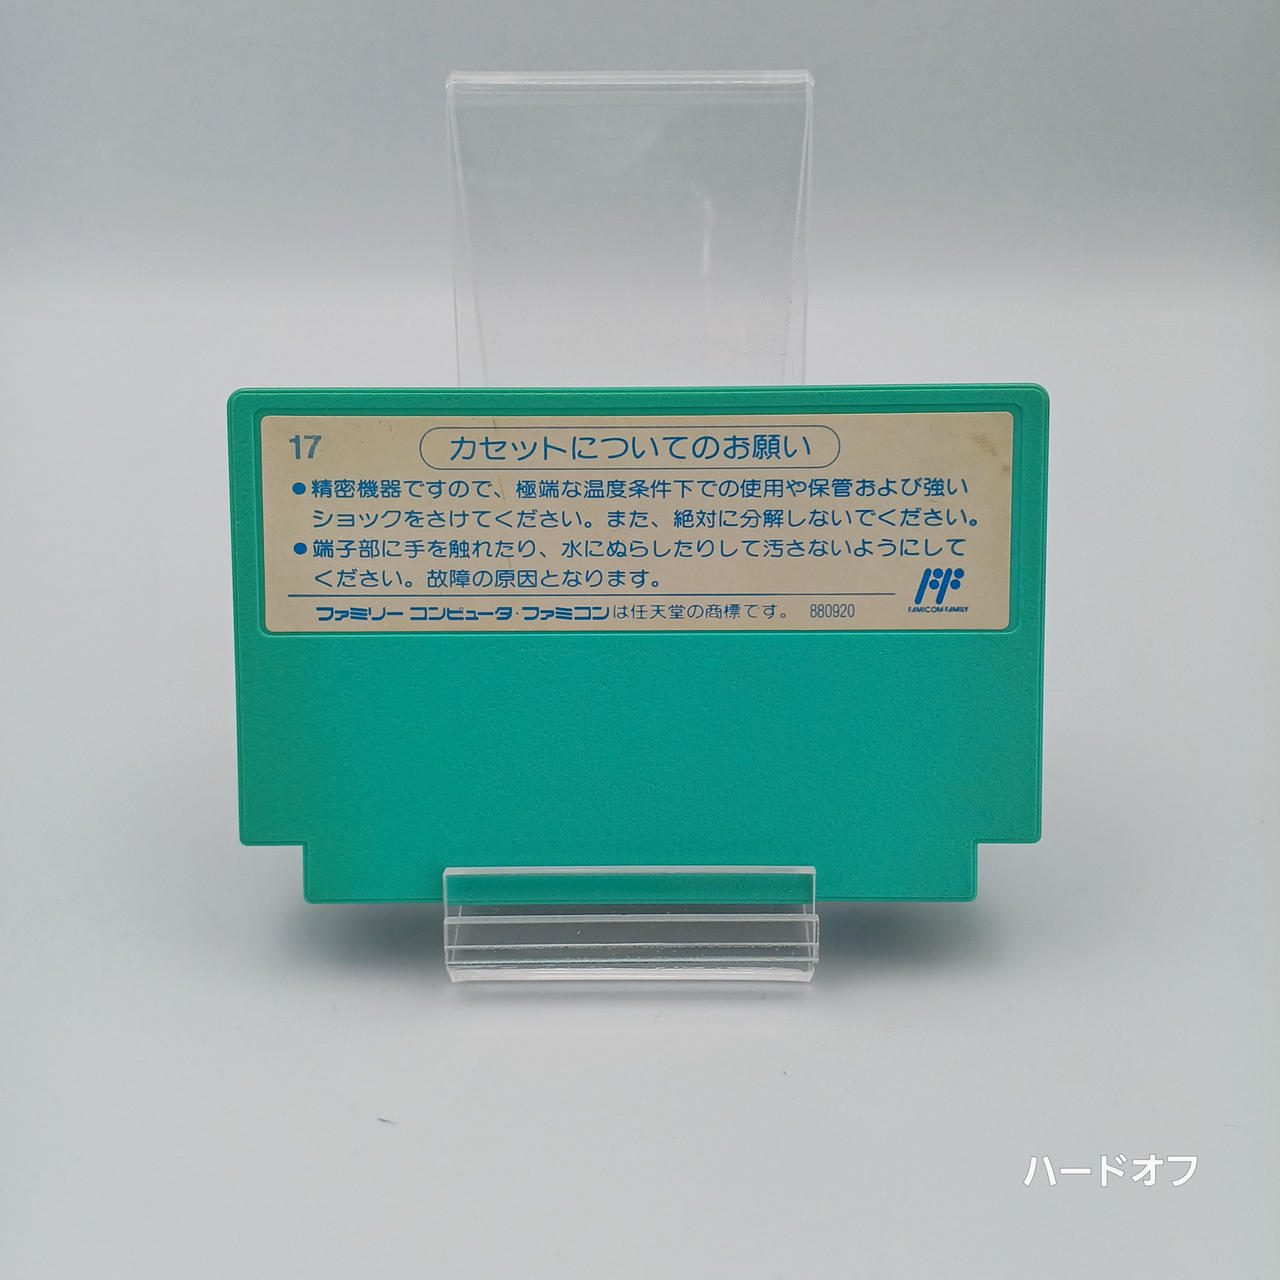 17
カセットについてのお願い
●精密機器ですので、極端な温度条件下での使用や保管および強い
ショックをさけてください。また、絶対に分解しないでください。
●端子部に手を触れたり、水にぬらしたりして汚さないようにして
ください。故障の原因となります。
FAMICOM FAMILY
ファミリーコンピュータ・ファミコンは任天堂の商標です。 880920
ハードオフ